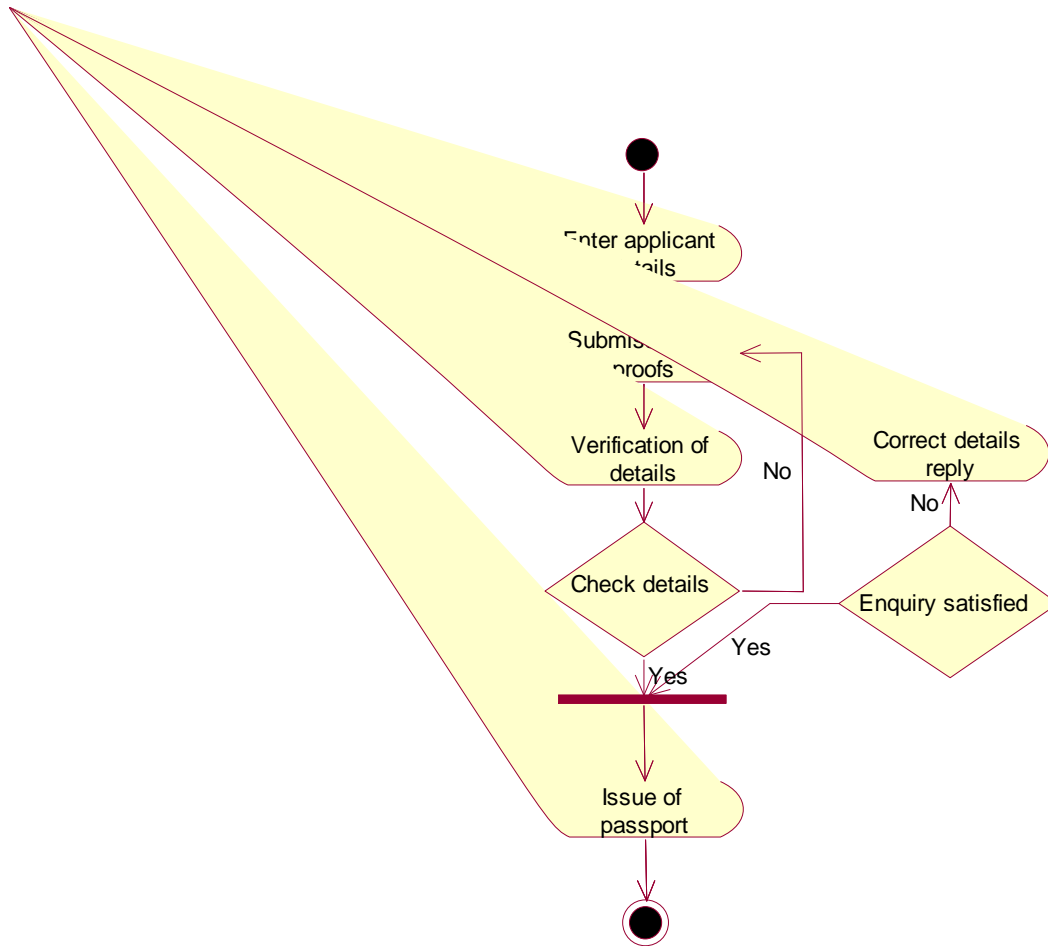 Enter applicant
proofs
Verification of
details
Correct details
reply
No
No
Check details
Enquiry satisfied
Yes
Yes
Issue of
passport